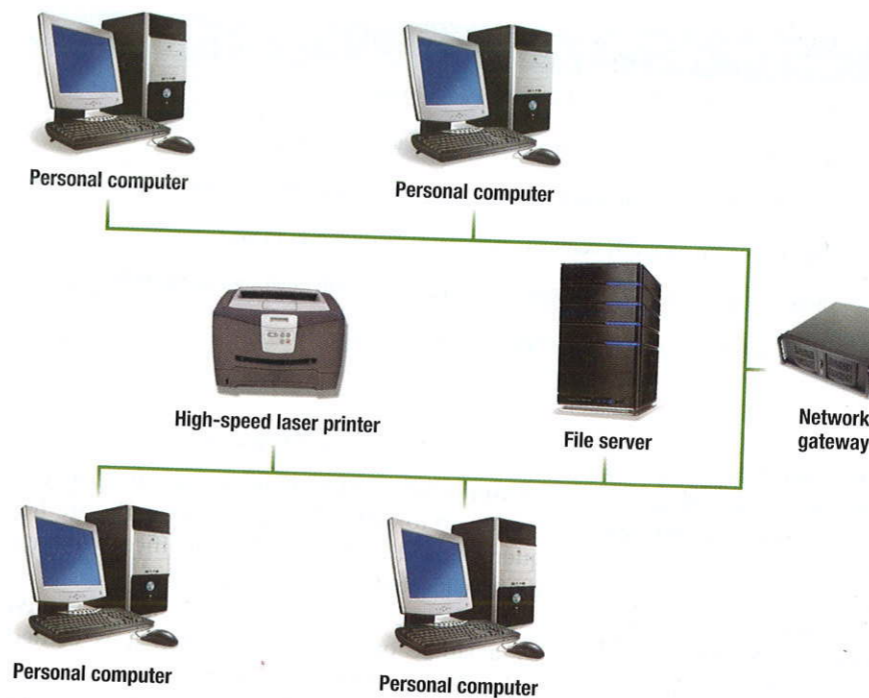 Personal computer
Personal computer
High-speed laser printer
File server
Network
gateway
Personal computer
Personal computer